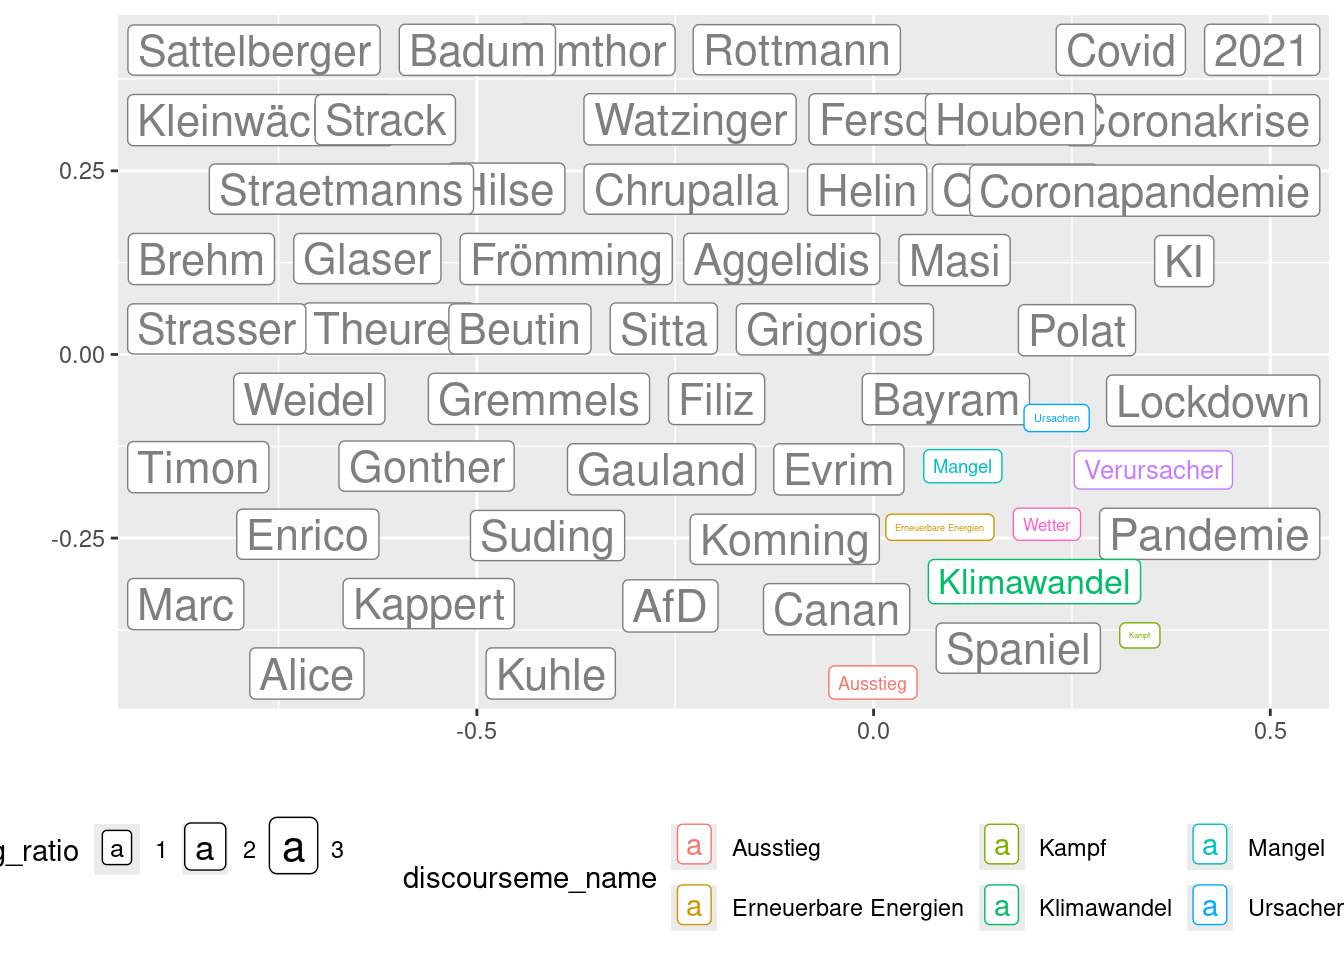 Sattelberger Badum mthor Rottmann Covid 2021
Kleinwäc Strack Watzinger Fersc Houben Coronakrise
0.25 Straetmanns Hilse Chrupalla Helin C Coronapandemie
Brehm Glaser Frömming Aggelidis Masi KI
Strasser Theure Beutin Sitta Grigorios Polat
0.00
Weidel Gremmels Filiz Bayram Lockdown
Ursachen
Timon Gonther Gauland Evrim Mangel Verursacher
-0.25 Enrico Suding Komning Erneuerbare Energien Wetter Pandemie
Klimawandel
Marc Kappert AfD Canan
Spaniel Kampf
Alice Kuhle Ausstieg
-0.5 0.0 0.5
g_ratio a 1 a 2 a 3
discourseme_name
a Ausstieg a Kampf a Mangel
a Erneuerbare Energien a Klimawandel a Ursacher